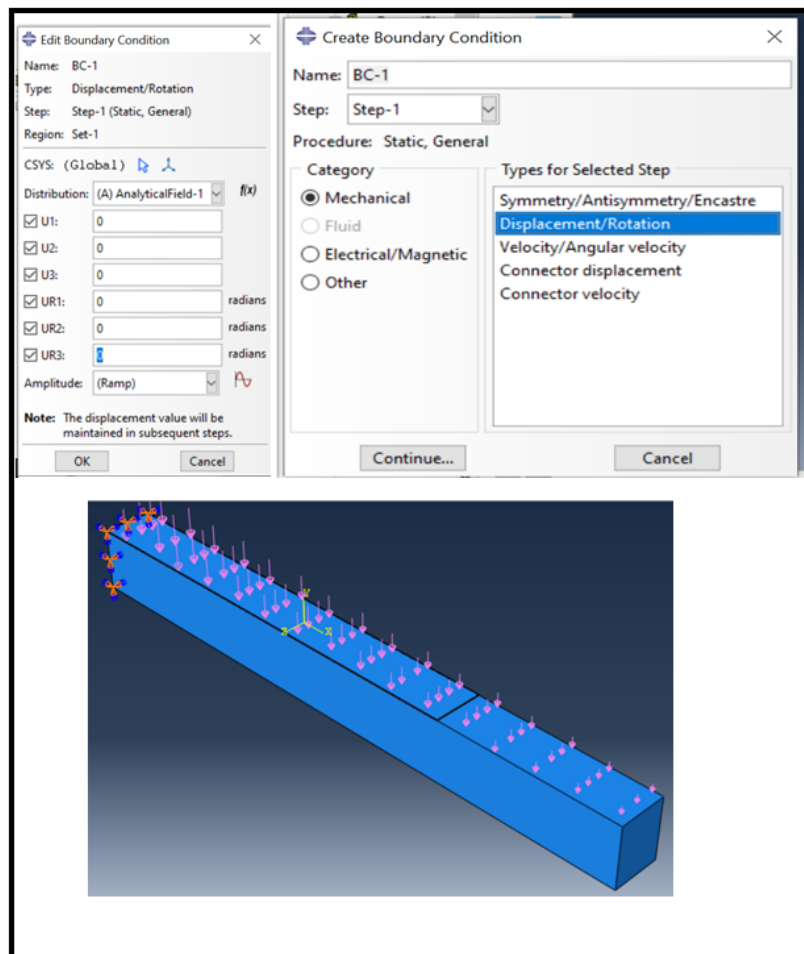 Edit Boundary Condition
Name: BC-1
Type: Displacement/Rotation
Step: Step-1 (Static, General)
Region: Set-1
CSYS: (Global)
Distribution: (A) AnalyticalField-1 f(x)
U1: 0
U2: 0
U3: 0
UR1: 0 radians
UR2: 0 radians
UR3: 0 radians
Amplitude: (Ramp)
Note: The displacement value will be
maintained in subsequent steps.
OK Cancel
Create Boundary Condition
Name: BC-1
Step: Step-1
Procedure: Static, General
Category
Mechanical
Fluid
Electrical/Magnetic
Other
Types for Selected Step
Symmetry/Antisymmetry/Encastre
Displacement/Rotation
Velocity/Angular velocity
Connector displacement
Connector velocity
Continue... Cancel
Y
Z X